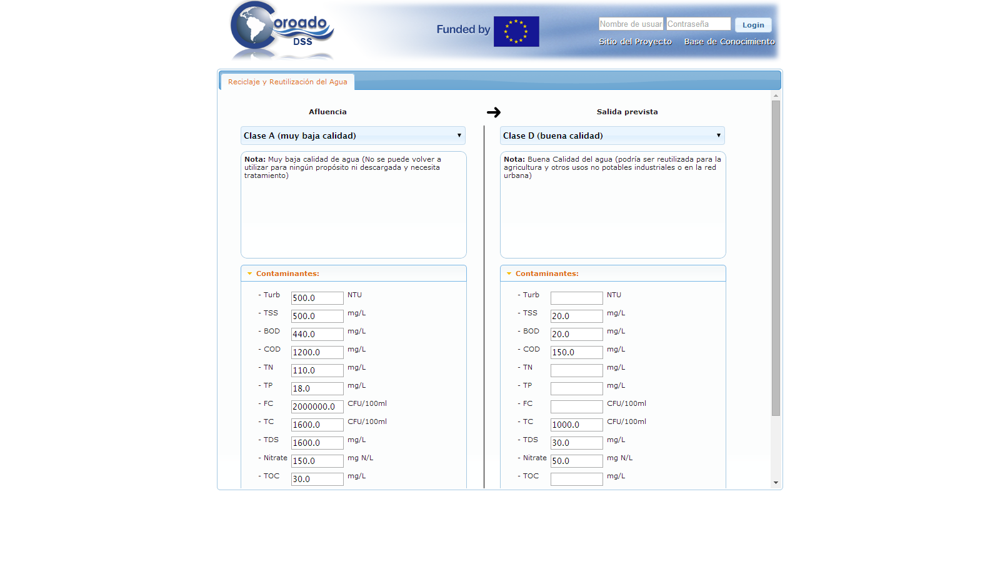 Coroado
DSS
Funded by
Nombre de usuar
Contraseña
Login
Sitio del Proyecto
Base de Conocimiento
Reciclaje y Reutilización del Agua
Afluencia
Salida prevista
Clase A (muy baja calidad)
Clase D (buena calidad)
Nota: Muy baja calidad de agua (No se puede volver a
utilizar para ningún propósito ni descargada y necesita
tratamiento)
Nota: Buena Calidad del agua (podría ser reutilizada para la
agricultura y otros usos no potables industriales o en la red
urbana)
Contaminantes:
- Turb 500.0 NTU
- TSS 500.0 mg/L
- BOD 440.0 mg/L
- COD 1200.0 mg/L
- TN 110.0 mg/L
- TP 18.0 mg/L
- FC 2000000.0 CFU/100ml
- TC 1600.0 CFU/100ml
- TDS 1600.0 mg/L
- Nitrate 150.0 mg N/L
- TOC 30.0 mg/L
Contaminantes:
- Turb NTU
- TSS 20.0 mg/L
- BOD 20.0 mg/L
- COD 150.0 mg/L
- TN mg/L
- TP mg/L
- FC CFU/100ml
- TC 1000.0 CFU/100ml
- TDS 30.0 mg/L
- Nitrate 50.0 mg N/L
- TOC mg/L